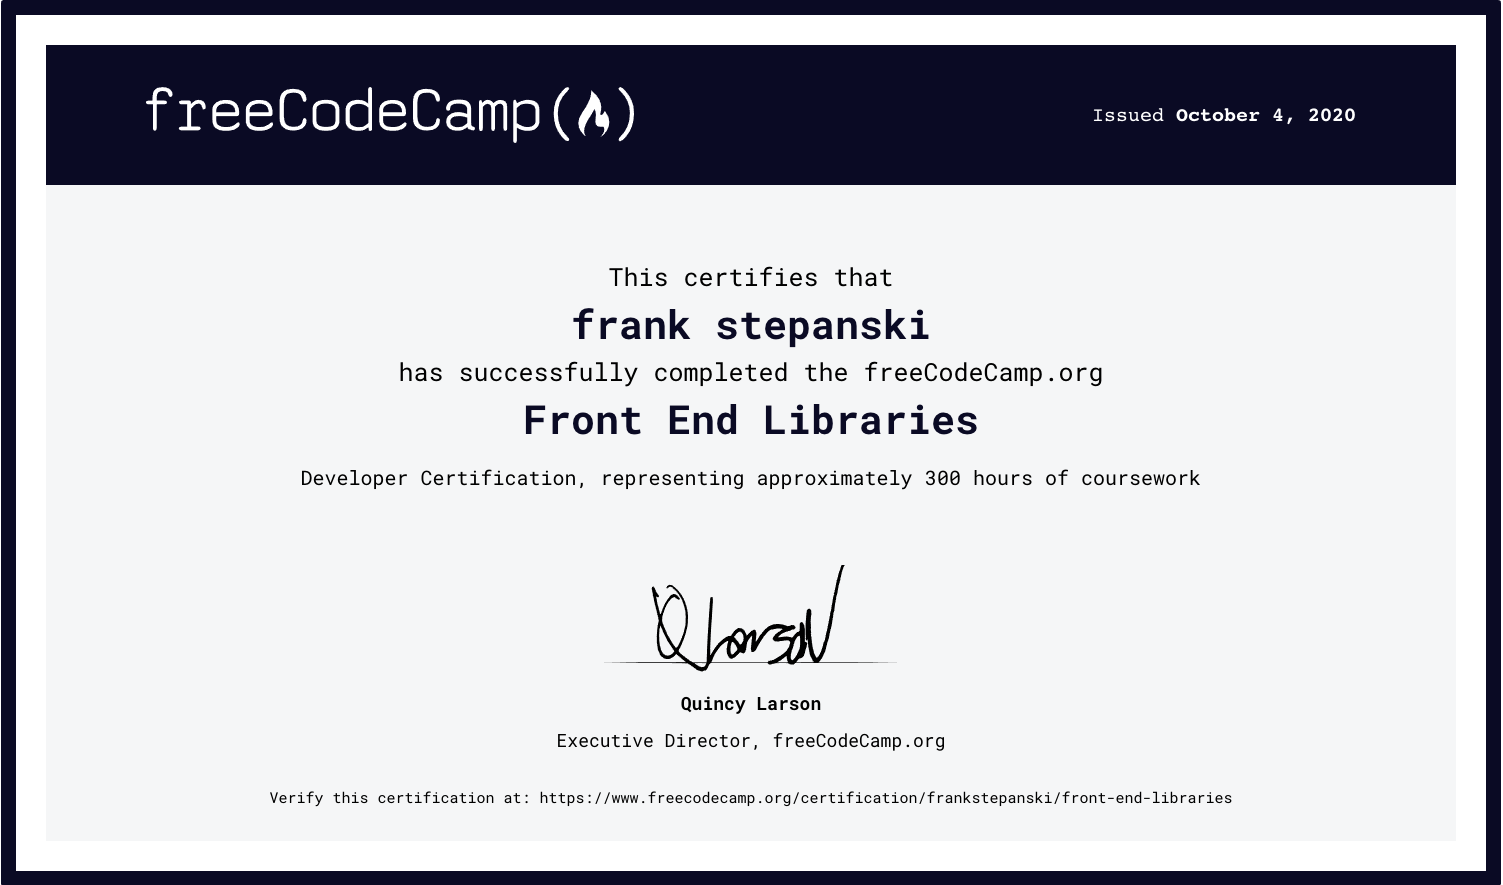 freeCodeCamp(🔥)
Issued October 4, 2020
This certifies that
frank stepanski
has successfully completed the freeCodeCamp.org
Front End Libraries
Developer Certification, representing approximately 300 hours of coursework
QLarson
Quincy Larson
Executive Director, freeCodeCamp.org
Verify this certification at: https://www.freecodecamp.org/certification/frankstepanski/front-end-libraries